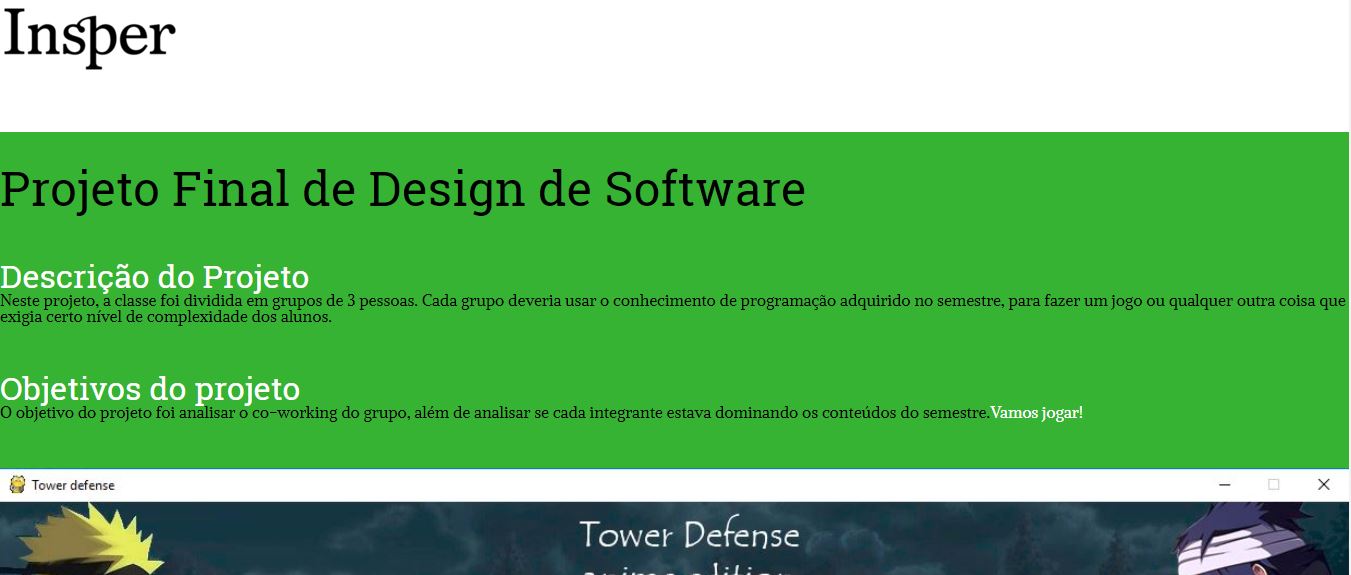 Insper
Projeto Final de Design de Software
Descrição do Projeto
Neste projeto, a classe foi dividida em grupos de 3 pessoas. Cada grupo deveria usar o conhecimento de programação adquirido no semestre, para fazer um jogo ou qualquer outra coisa que
exigia certo nível de complexidade dos alunos.
Objetivos do projeto
O objetivo do projeto foi analisar o co-working do grupo, além de analisar se cada integrante estava dominando os conteúdos do semestre.Vamos jogar!
Tower defense
Tower Defense
anime edition